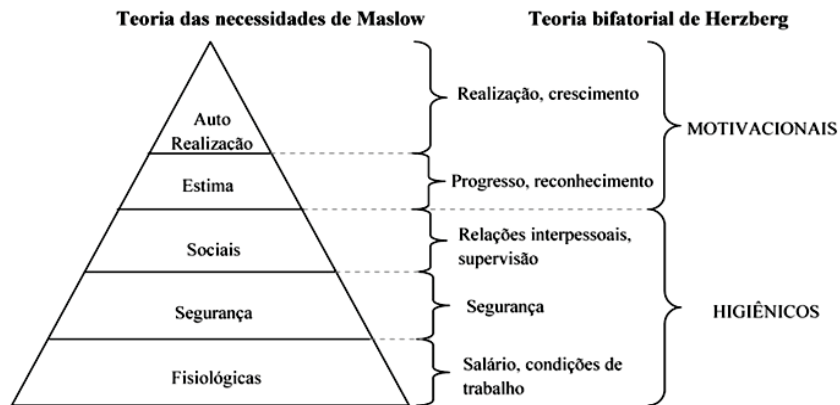 Teoria das necessidades de Maslow
Teoria bifatorial de Herzberg
Auto
Realização
Realização, crescimento
MOTIVACIONAIS
Estima
Progresso, reconhecimento
Sociais
Relações interpessoais,
supervisão
Segurança
Segurança
HIGIÊNICOS
Fisiológicas
Salário, condições de
trabalho